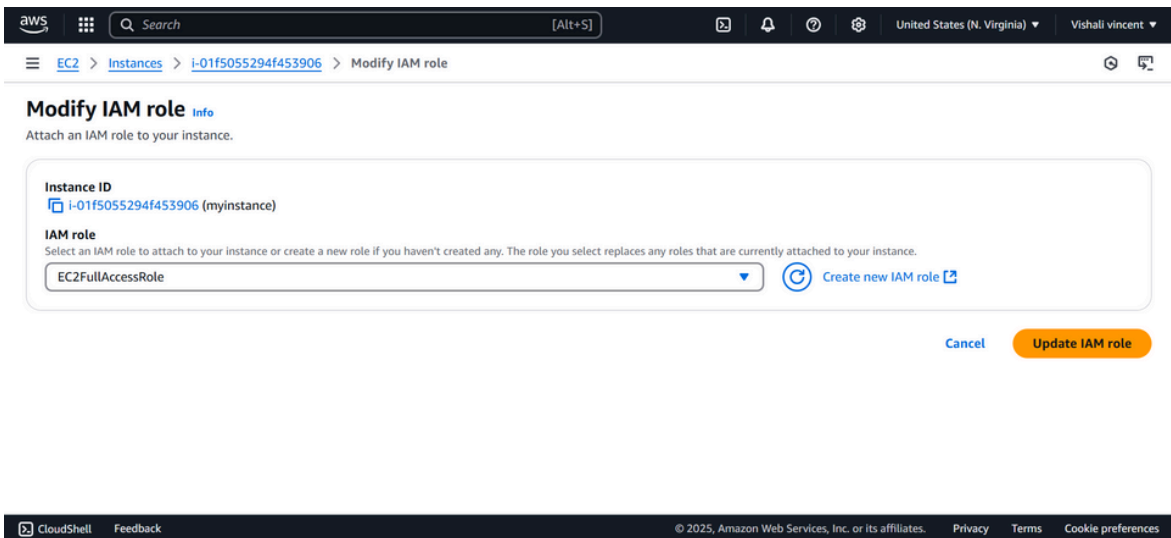 aws Search [Alt+S] United States (N. Virginia) Vishali vincent
EC2 > Instances > i-01f5055294f453906 > Modify IAM role
Modify IAM role Info
Attach an IAM role to your instance.
Instance ID
i-01f5055294f453906 (myinstance)
IAM role
Select an IAM role to attach to your instance or create a new role if you haven't created any. The role you select replaces any roles that are currently attached to your instance.
EC2FullAccessRole Create new IAM role
Cancel Update IAM role
CloudShell Feedback © 2025, Amazon Web Services, Inc. or its affiliates. Privacy Terms Cookie preferences